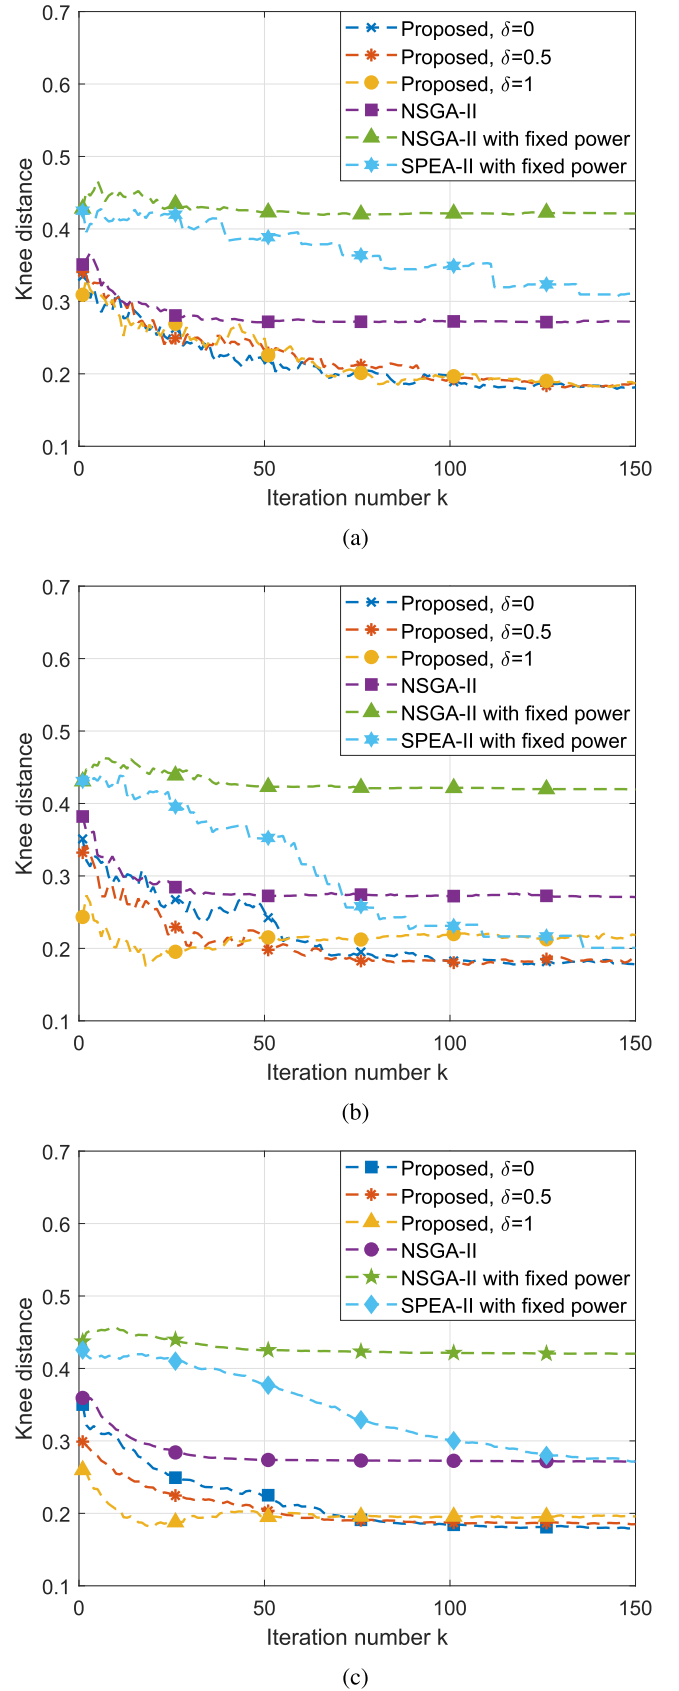 0.7
0.6
0.5
0.4
0.3
0.2
0.1
Knee distance
Proposed, δ=0
Proposed, δ=0.5
Proposed, δ=1
NSGA-II
NSGA-II with fixed power
SPEA-II with fixed power
0 50 100 150
Iteration number k
(a)
0.7
0.6
0.5
0.4
0.3
0.2
0.1
Knee distance
Proposed, δ=0
Proposed, δ=0.5
Proposed, δ=1
NSGA-II
NSGA-II with fixed power
SPEA-II with fixed power
0 50 100 150
Iteration number k
(b)
0.7
0.6
0.5
0.4
0.3
0.2
0.1
Knee distance
Proposed, δ=0
Proposed, δ=0.5
Proposed, δ=1
NSGA-II
NSGA-II with fixed power
SPEA-II with fixed power
0 50 100 150
Iteration number k
(c)